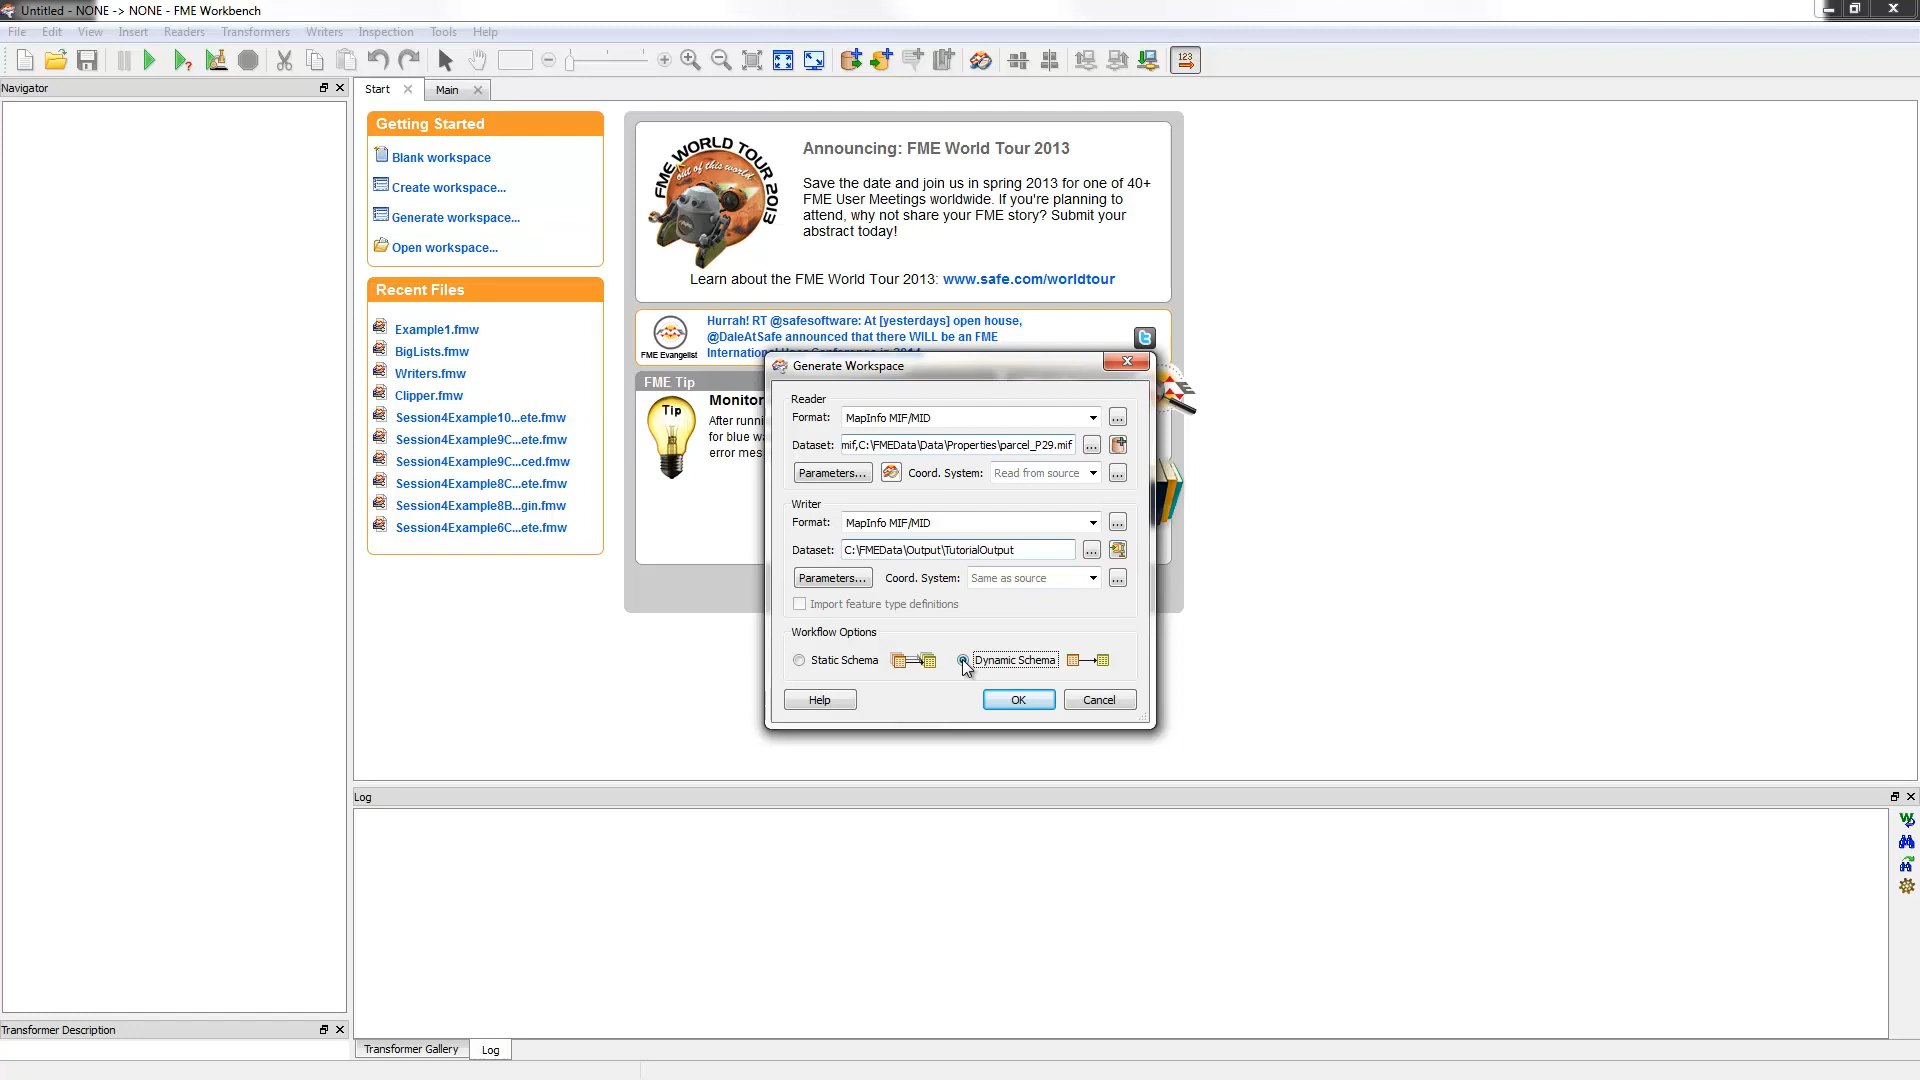 Untitled - NONE -> NONE - FME Workbench
File Edit View Insert Readers Transformers Writers Inspection Tools Help
123
Navigator
Start
Main
Getting Started
Blank workspace
Create workspace...
Generate workspace...
Open workspace...
Recent Files
Example1.fmw
BigLists.fmw
Writers.fmw
Clipper.fmw
Session4Example10...ete.fmw
Session4Example9C...ete.fmw
Session4Example9C...ced.fmw
Session4Example8C...ete.fmw
Session4Example8B...gin.fmw
Session4Example6C...ete.fmw
FME WORLD TOUR 2013
out of this world
Announcing: FME World Tour 2013
Save the date and join us in spring 2013 for one of 40+
FME User Meetings worldwide. If you're planning to
attend, why not share your FME story? Submit your
abstract today!
Learn about the FME World Tour 2013: www.safe.com/worldtour
FME Evangelist
Hurrah! RT @safesoftware: At [yesterdays] open house,
@DaleAtSafe announced that there WILL be an FME
FME Tip
Tip
Monitor
After runni
for blue wa
error mes
Generate Workspace
Reader
Format: MapInfo MIF/MID
Dataset: mif,C:\FMEData\Data\Properties\parcel_P29.mif
Parameters... Coord. System: Read from source
Writer
Format: MapInfo MIF/MID
Dataset: C:\FMEData\Output\TutorialOutput
Parameters... Coord. System: Same as source
Import feature type definitions
Workflow Options
Static Schema Dynamic Schema
Help OK Cancel
Log
Transformer Description
Transformer Gallery
Log